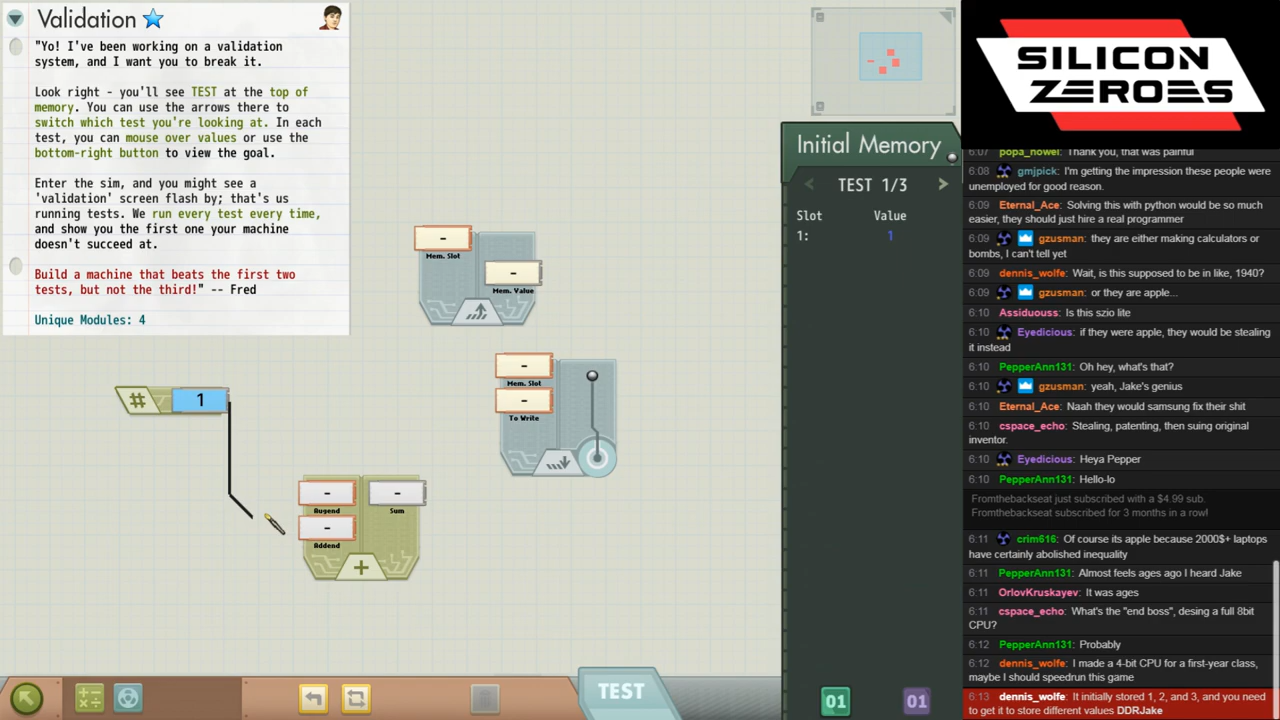 Validation
"Yo! I've been working on a validation
system, and I want you to break it.
Look right - you'll see TEST at the top of
memory. You can use the arrows there to
switch which test you're looking at. In each
test, you can mouse over values or use the
bottom-right button to view the goal.
Enter the sim, and you might see a
'validation' screen flash by; that's us
running tests. We run every test every time,
and show you the first one your machine
doesn't succeed at.
Build a machine that beats the first two
tests, but not the third!" -- Fred
Unique Modules: 4
-
Mem. Slot
-
Mem. Value
-
Mem. Slot
-
To Write
# 1
-
Augend
-
Sum
-
Addend
+
TEST
Initial Memory
TEST 1/3
Slot Value
1: 1
01 01
SILICON
ZEROES
6:07 popa_nowel: Thank you, that was painful
6:08 gmjpick: I'm getting the impression these people were
unemployed for good reason.
6:09 Eternal_Ace: Solving this with python would be so much
easier, they should just hire a real programmer
6:09 gzusman: they are either making calculators or
bombs, I can't tell yet
6:09 dennis_wolfe: Wait, is this supposed to be in like, 1940?
6:09 gzusman: or they are apple...
6:10 Assiduouss: Is this szio lite
6:10 Eyedicious: if they were apple, they would be stealing
it instead
6:10 PepperAnn131: Oh hey, what's that?
6:10 gzusman: yeah, Jake's genius
6:10 Eternal_Ace: Naah they would samsung fix their shit
6:10 cspace_echo: Stealing, patenting, then suing original
inventor.
6:10 Eyedicious: Heya Pepper
6:10 PepperAnn131: Hello-lo
Fromthebackseat just subscribed with a $4.99 sub.
Fromthebackseat subscribed for 3 months in a row!
6:11 crim616: Of course its apple because 2000$+ laptops
have certainly abolished inequality
6:11 PepperAnn131: Almost feels ages ago I heard Jake
6:11 OrlovKruskayev: It was ages
6:11 cspace_echo: What's the "end boss", desing a full 8bit
CPU?
6:12 PepperAnn131: Probably
6:12 dennis_wolfe: I made a 4-bit CPU for a first-year class,
maybe I should speedrun this game
6:13 dennis_wolfe: It initially stored 1, 2, and 3, and you need
to get it to store different values DDRJake